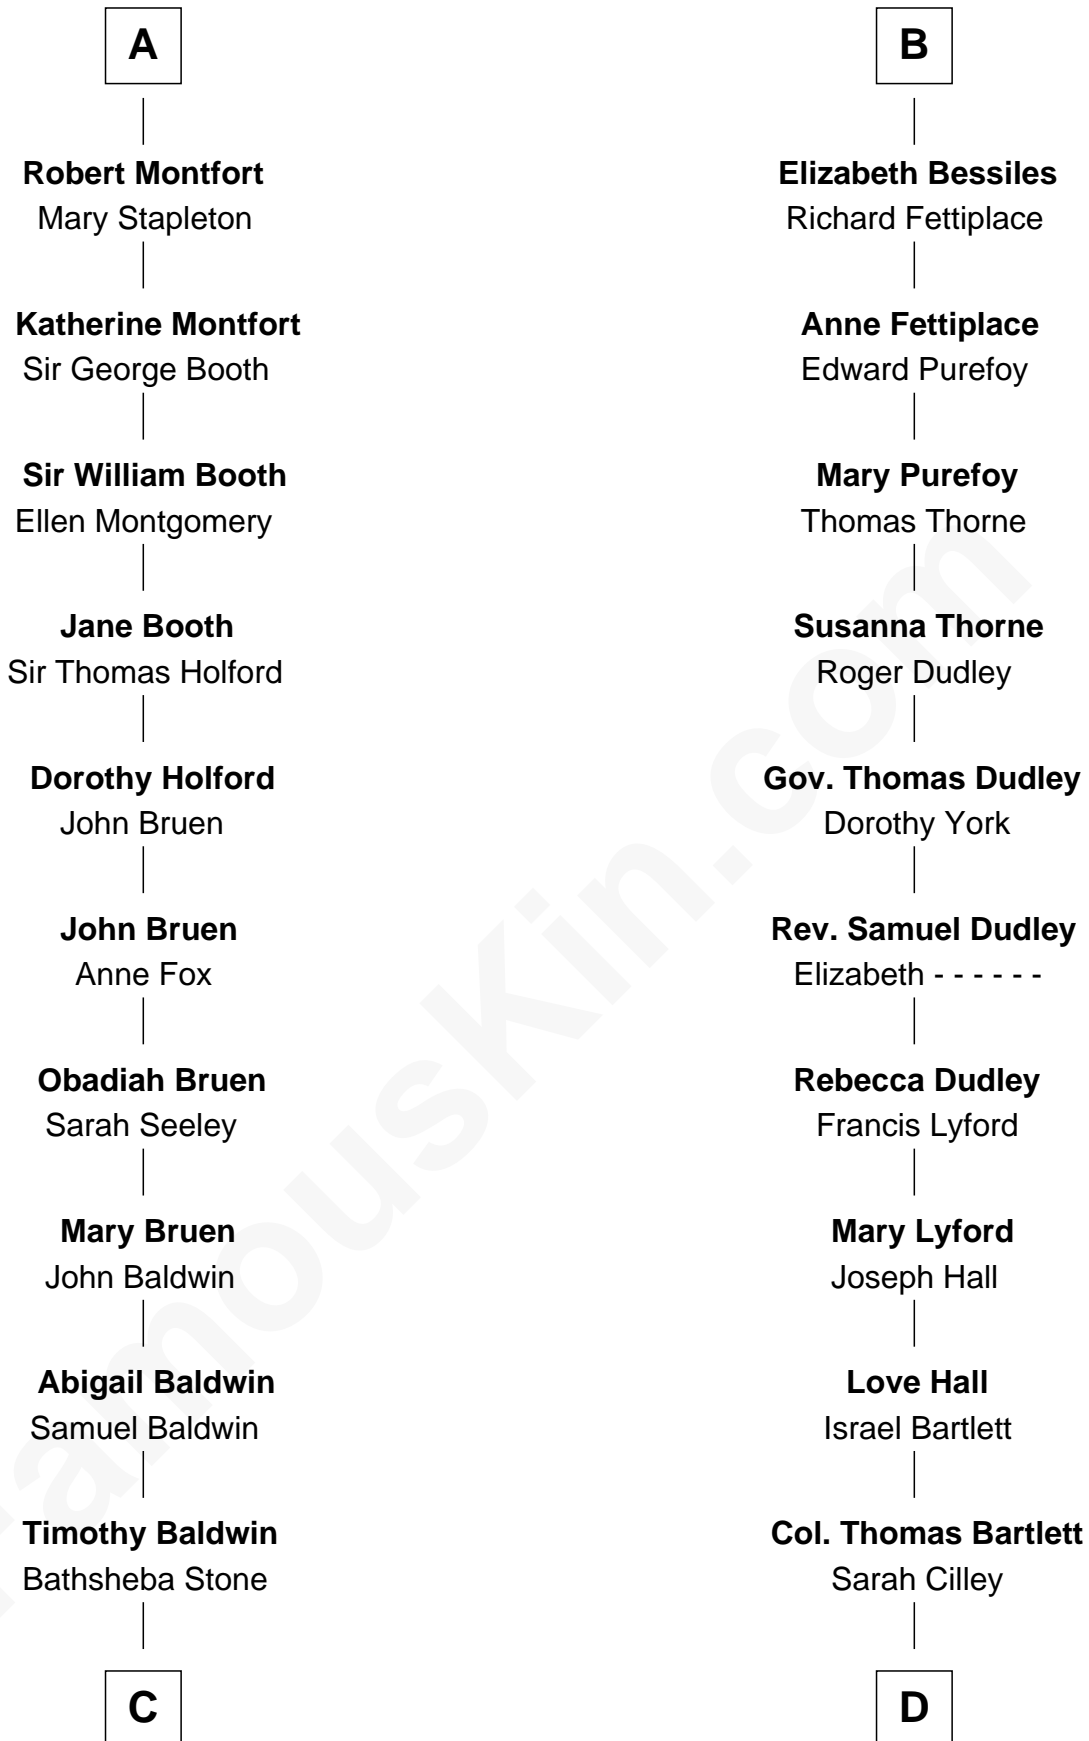 A
Robert Montfort
Mary Stapleton
Katherine Montfort
Sir George Booth
Sir William Booth
Ellen Montgomery
Jane Booth
Sir Thomas Holford
Dorothy Holford
John Bruen
John Bruen
Anne Fox
Obadiah Bruen
Sarah Seeley
Mary Bruen
John Baldwin
Abigail Baldwin
Samuel Baldwin
Timothy Baldwin
Bathsheba Stone
C
B
Elizabeth Bessiles
Richard Fettiplace
Anne Fettiplace
Edward Purefoy
Mary Purefoy
Thomas Thorne
Susanna Thorne
Roger Dudley
Gov. Thomas Dudley
Dorothy York
Rev. Samuel Dudley
Elizabeth - - - - - -
Rebecca Dudley
Francis Lyford
Mary Lyford
Joseph Hall
Love Hall
Israel Bartlett
Col. Thomas Bartlett
Sarah Cilley
D
FamousKin.com